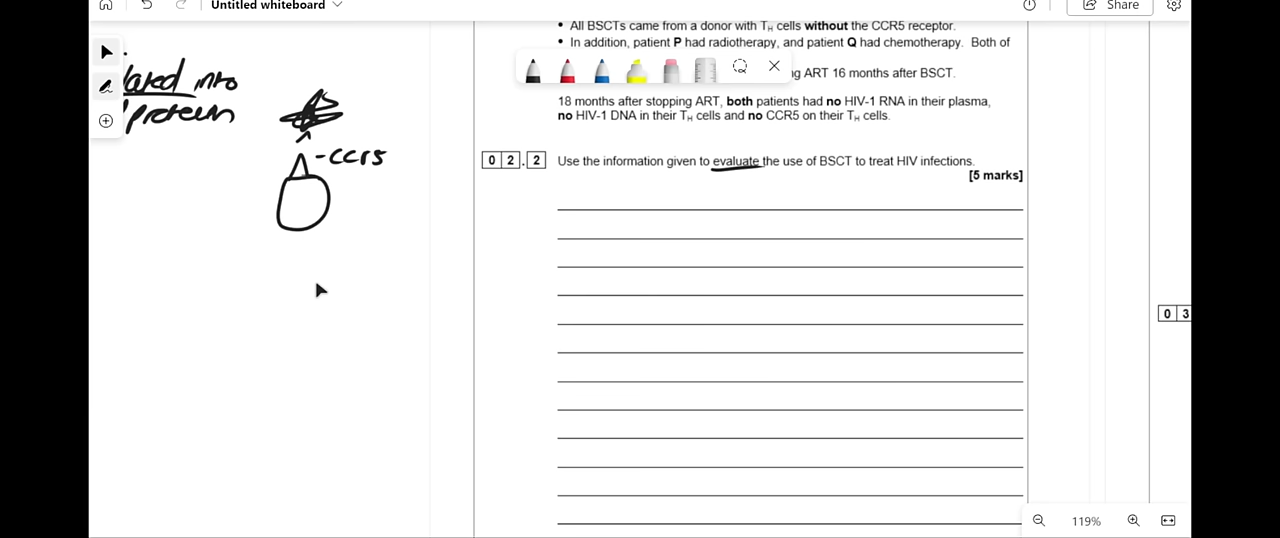 Untitled whiteboard
Share
lated into
protein
-CCR5
• All BSCTs came from a donor with TH cells without the CCR5 receptor.
• In addition, patient P had radiotherapy, and patient Q had chemotherapy. Both of
ng ART 16 months after BSCT.
18 months after stopping ART, both patients had no HIV-1 RNA in their plasma,
no HIV-1 DNA in their TH cells and no CCR5 on their TH cells.
0 2 . 2 Use the information given to evaluate the use of BSCT to treat HIV infections.
[5 marks]
0 3
119%